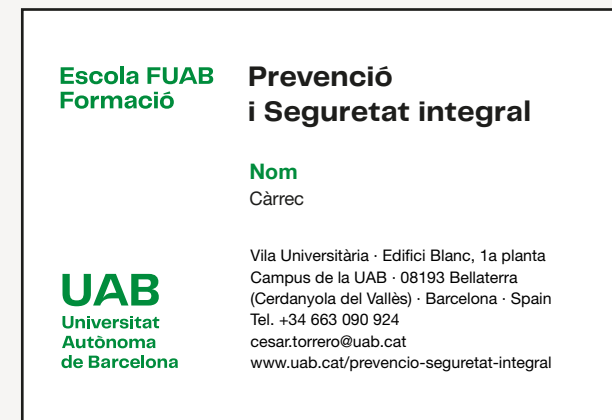 Escola FUAB
Formació
Prevenció
i Seguretat integral
Nom
Càrrec
Vila Universitària · Edifici Blanc, 1a planta
Campus de la UAB · 08193 Bellaterra
(Cerdanyola del Vallès) · Barcelona · Spain
Tel. +34 663 090 924
cesar.torrero@uab.cat
www.uab.cat/prevencio-seguretat-integral
UAB
Universitat
Autònoma
de Barcelona